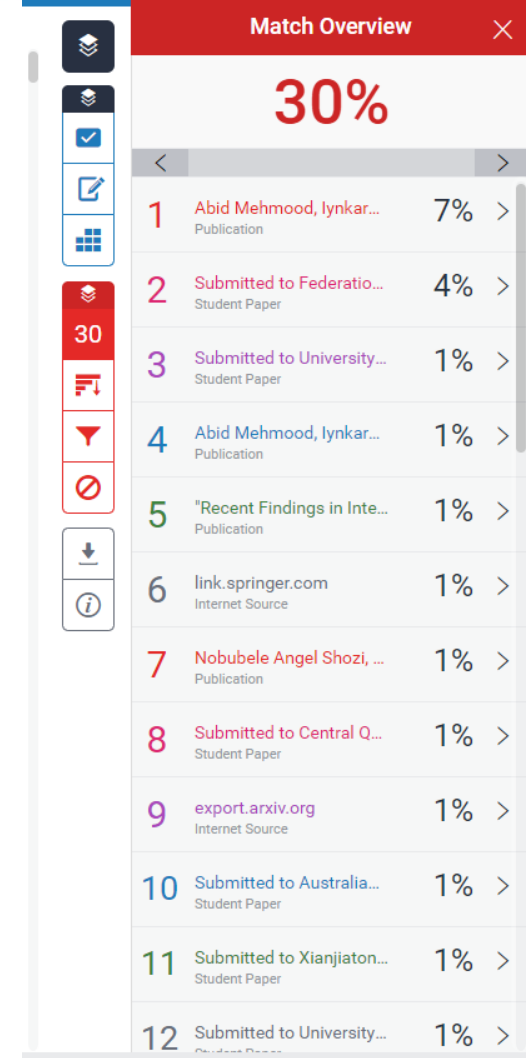 Match Overview
30%
1 Abid Mehmood, Iynkar... 7%
Publication
2 Submitted to Federatio... 4%
Student Paper
30
3 Submitted to University... 1%
Student Paper
4 Abid Mehmood, Iynkar... 1%
Publication
5 "Recent Findings in Inte... 1%
Publication
6 link.springer.com 1%
Internet Source
7 Nobubele Angel Shozi, ... 1%
Publication
8 Submitted to Central Q... 1%
Student Paper
9 export.arxiv.org 1%
Internet Source
10 Submitted to Australia... 1%
Student Paper
11 Submitted to Xianjiaton... 1%
Student Paper
12 Submitted to University... 1%
Student Paper